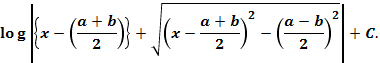 log |{x − ((a + b)/2)} + √((x − (a + b)/2)² − ((a − b)/2)²)| + C.